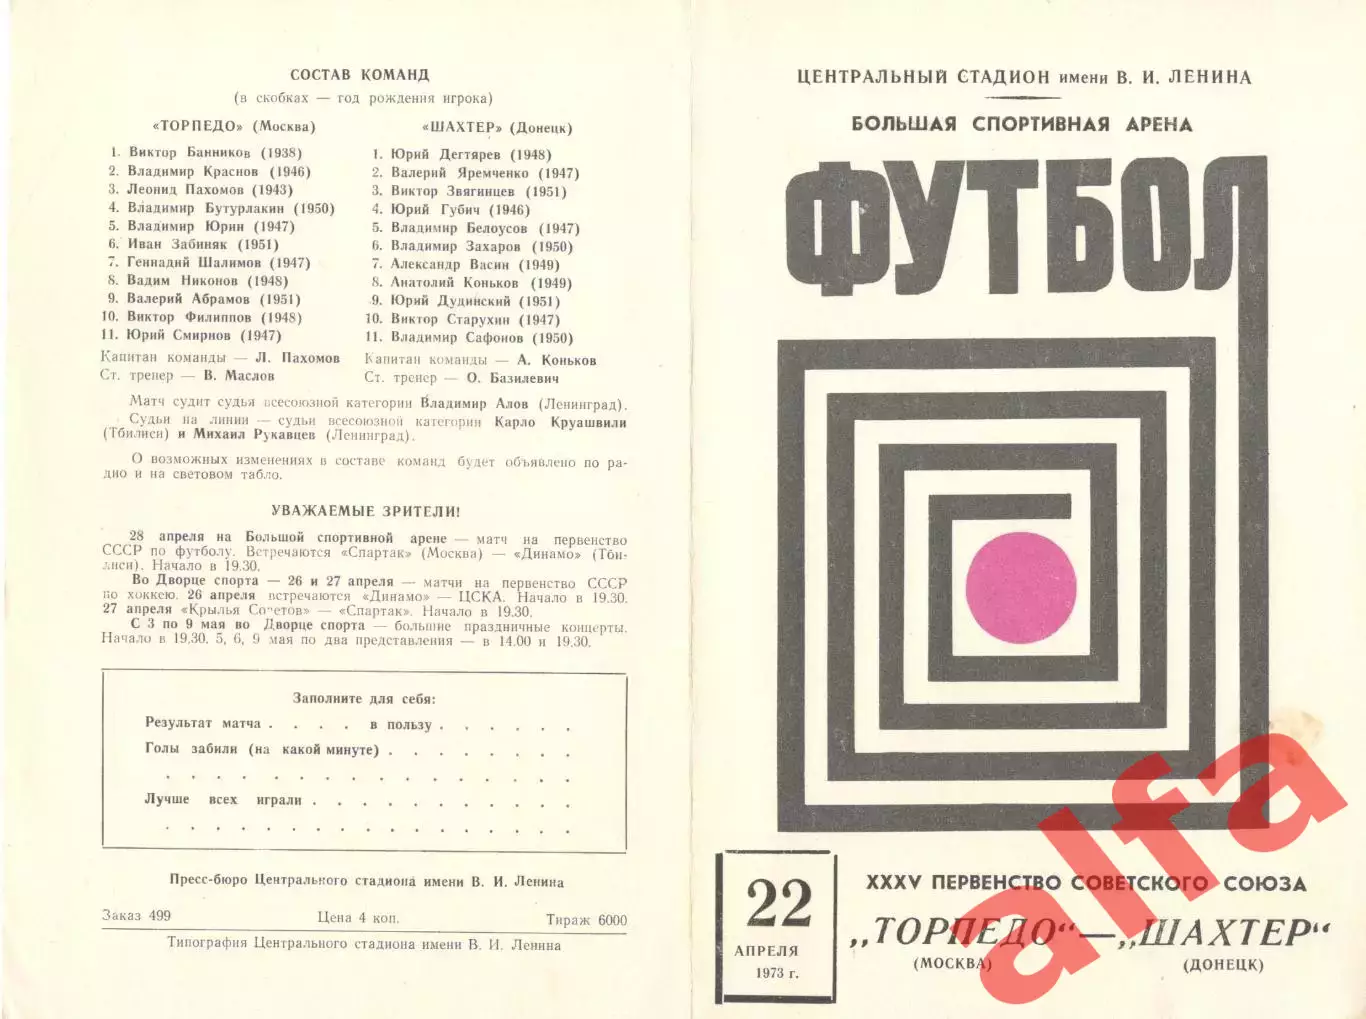 СОСТАВ КОМАНД
(в скобках — год рождения игрока)
«ТОРПЕДО» (Москва)
1. Виктор Банников (1938)
2. Владимир Краснов (1946)
3. Леонид Пахомов (1943)
4. Владимир Бутурлакин (1950)
5. Владимир Юрин (1947)
6. Иван Забиняк (1951)
7. Геннадий Шалимов (1947)
8. Вадим Никонов (1948)
9. Валерий Абрамов (1951)
10. Виктор Филиппов (1948)
11. Юрий Смирнов (1947)
Капитан команды — Л. Пахомов
Ст. тренер — В. Маслов
«ШАХТЕР» (Донецк)
1. Юрий Дегтярев (1948)
2. Валерий Яремченко (1947)
3. Виктор Звягинцев (1951)
4. Юрий Губич (1946)
5. Владимир Белоусов (1947)
6. Владимир Захаров (1950)
7. Александр Васин (1949)
8. Анатолий Коньков (1949)
9. Юрий Дудинский (1951)
10. Виктор Старухин (1947)
11. Владимир Сафонов (1950)
Капитан команды — А. Коньков
Ст. тренер — О. Базилевич
Матч судит судья всесоюзной категории Владимир Алов (Ленинград).
Судьи на линии — судьи всесоюзной категории Карло Круашвили
(Тбилиси) и Михаил Рукавцев (Ленинград).
О возможных изменениях в составе команд будет объявлено по ра-
дио и на световом табло.
УВАЖАЕМЫЕ ЗРИТЕЛИ!
28 апреля на Большой спортивной арене — матч на первенство
СССР по футболу. Встречаются «Спартак» (Москва) — «Динамо» (Тби-
лиси). Начало в 19.30.
Во Дворце спорта — 26 и 27 апреля — матчи на первенство СССР
по хоккею. 26 апреля встречаются «Динамо» — ЦСКА. Начало в 19.30.
27 апреля «Крылья Советов» — «Спартак». Начало в 19.30.
С 3 по 9 мая во Дворце спорта — большие праздничные концерты.
Начало в 19.30. 5, 6, 9 мая по два представления — в 14.00 и 19.30.
Заполните для себя:
Результат матча . . . . в пользу . . . . . .
Голы забили (на какой минуте) . . . . . . . .
. . . . . . . . . . . . . . . .
Лучше всех играли . . . . . . . . . . .
. . . . . . . . . . . . . . . .
Пресс-бюро Центрального стадиона имени В. И. Ленина
Заказ 499 Цена 4 коп. Тираж 6000
Типография Центрального стадиона имени В. И. Ленина
ЦЕНТРАЛЬНЫЙ СТАДИОН имени В. И. ЛЕНИНА
БОЛЬШАЯ СПОРТИВНАЯ АРЕНА
ФУТБОЛ
22
АПРЕЛЯ
1973 г.
XXXV ПЕРВЕНСТВО СОВЕТСКОГО СОЮЗА
„ТОРПЕДО“ — „ШАХТЕР“
(МОСКВА) (ДОНЕЦК)
alfa